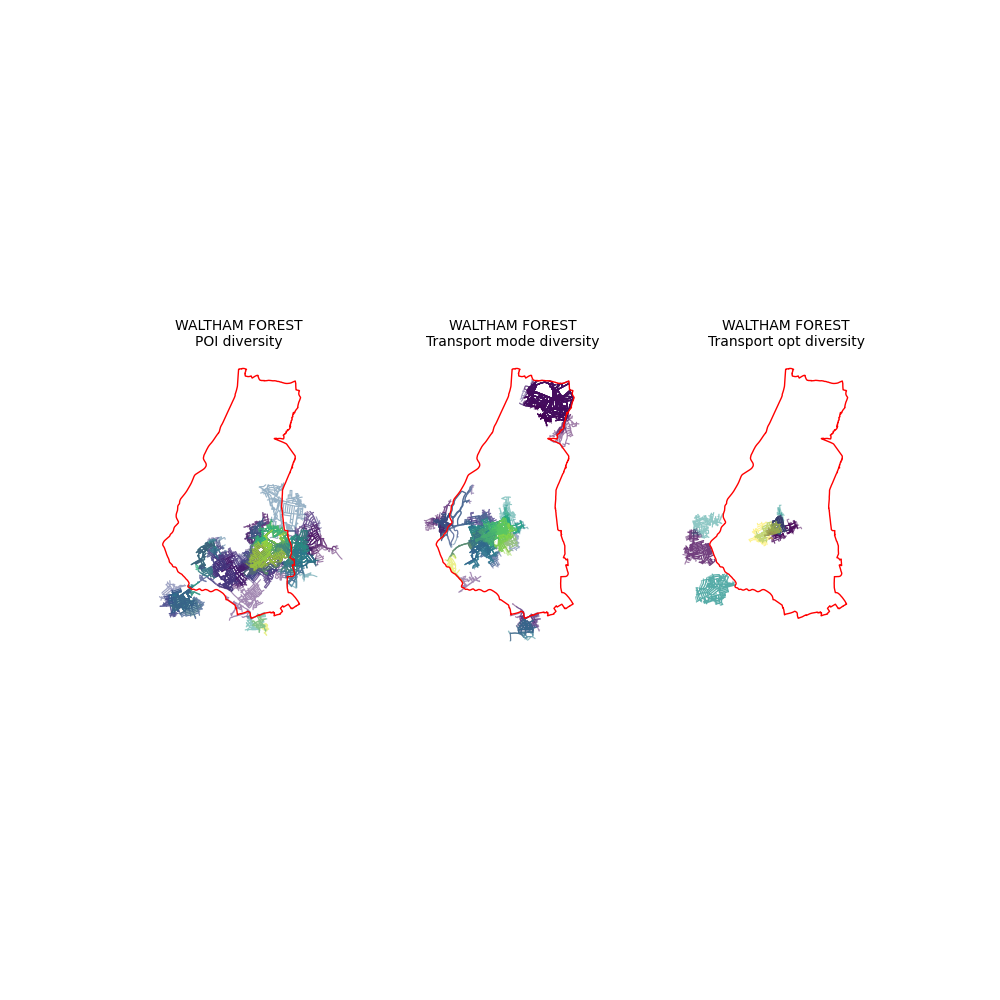 WALTHAM FOREST
POI diversity
WALTHAM FOREST
Transport mode diversity
WALTHAM FOREST
Transport opt diversity